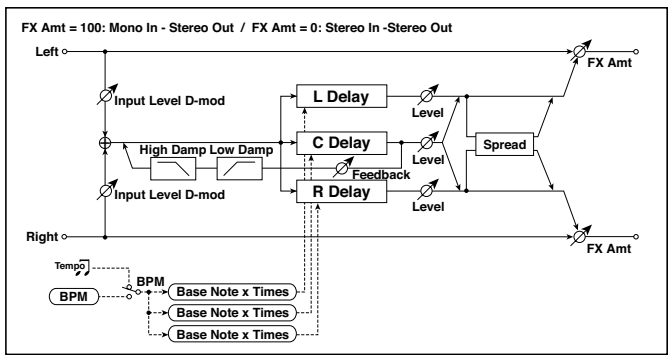 FX Amt = 100: Mono In - Stereo Out / FX Amt = 0: Stereo In -Stereo Out
Left
FX Amt
Input Level D-mod
L Delay
Level
High Damp
Low Damp
C Delay
Level
Spread
Feedback
Input Level D-mod
R Delay
Level
Right
FX Amt
Tempo
BPM
BPM
Base Note x Times
Base Note x Times
Base Note x Times